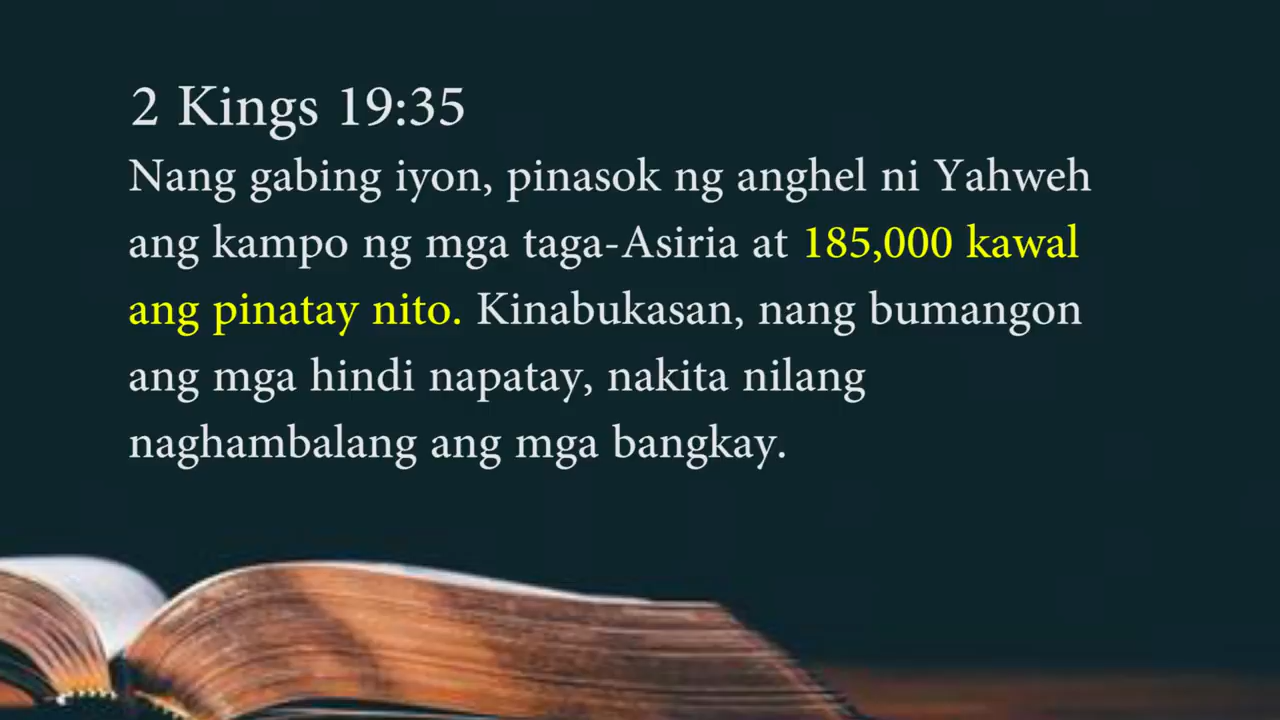 2 Kings 19:35
Nang gabing iyon, pinasok ng anghel ni Yahweh
ang kampo ng mga taga-Asiria at 185,000 kawal
ang pinatay nito. Kinabukasan, nang bumangon
ang mga hindi napatay, nakita nilang
naghambalang ang mga bangkay.